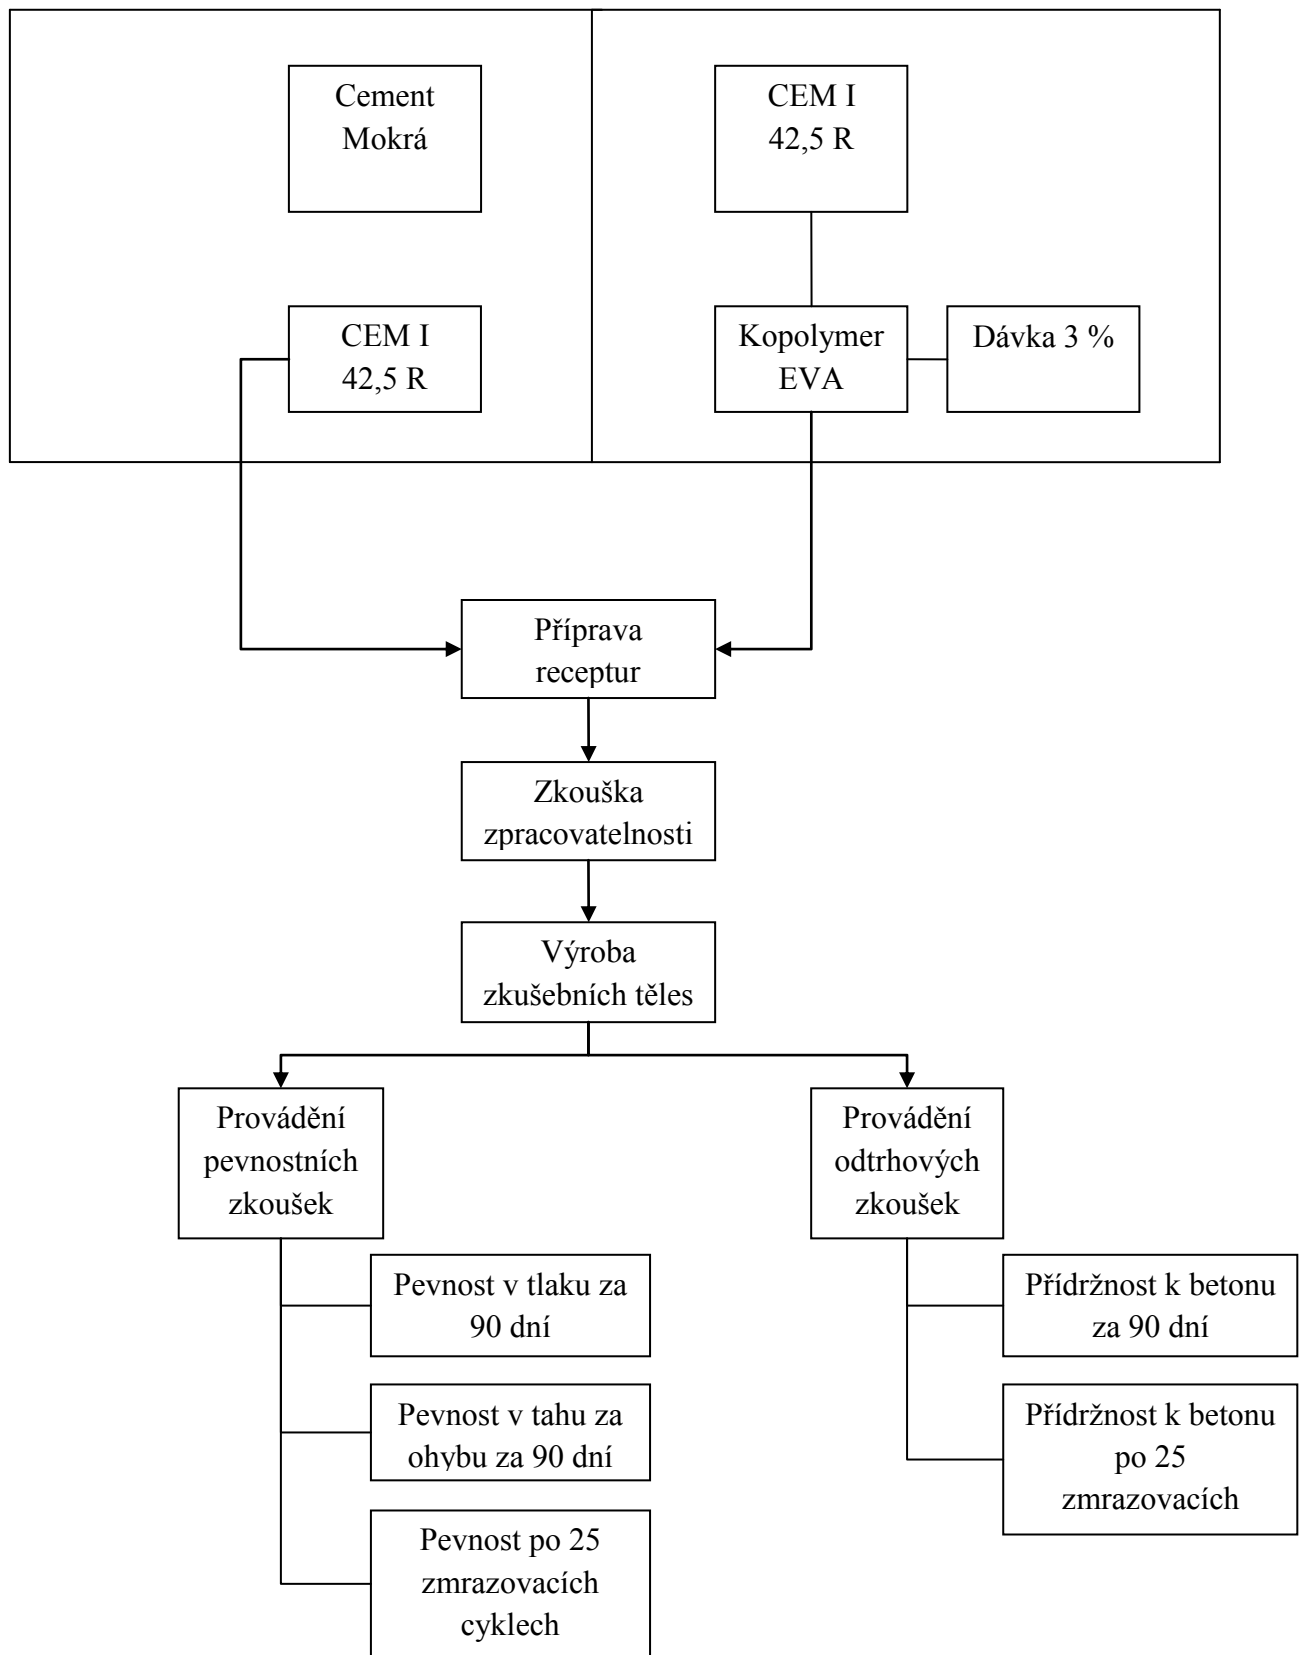 Cement
Mokrá
CEM I
42,5 R
CEM I
42,5 R
Kopolymer
EVA
Dávka 3 %
Příprava
receptur
Zkouška
zpracovatelnosti
Výroba
zkušebních těles
Provádění
pevnostních
zkoušek
Pevnost v tlaku za
90 dní
Pevnost v tahu za
ohybu za 90 dní
Pevnost po 25
zmrazovacích
cyklech
Provádění
odtrhových
zkoušek
Přídržnost k betonu
za 90 dní
Přídržnost k betonu
po 25
zmrazovacích